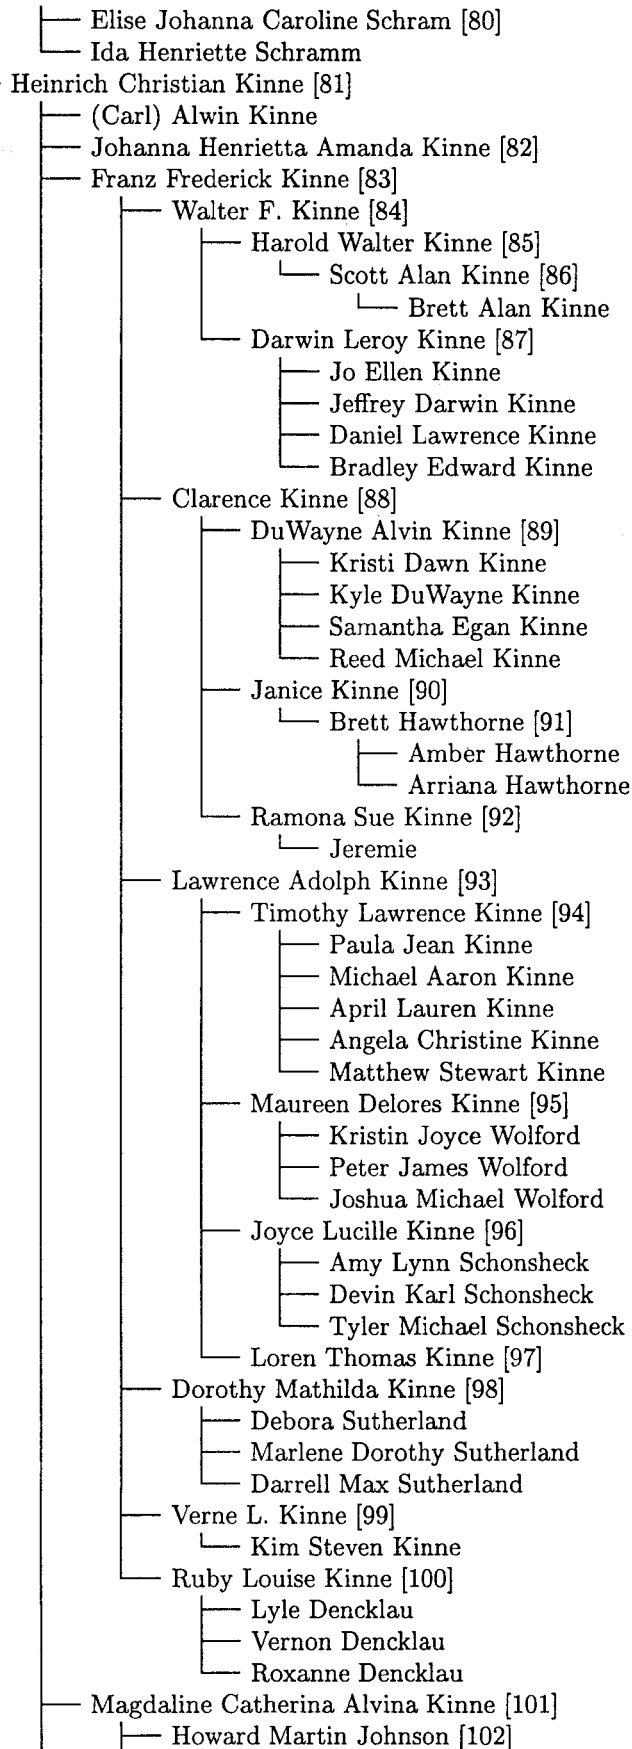 Elise Johanna Caroline Schram [80]
Ida Henriette Schramm
Heinrich Christian Kinne [81]
(Carl) Alwin Kinne
Johanna Henrietta Amanda Kinne [82]
Franz Frederick Kinne [83]
Walter F. Kinne [84]
Harold Walter Kinne [85]
Scott Alan Kinne [86]
Brett Alan Kinne
Darwin Leroy Kinne [87]
Jo Ellen Kinne
Jeffrey Darwin Kinne
Daniel Lawrence Kinne
Bradley Edward Kinne
Clarence Kinne [88]
DuWayne Alvin Kinne [89]
Kristi Dawn Kinne
Kyle DuWayne Kinne
Samantha Egan Kinne
Reed Michael Kinne
Janice Kinne [90]
Brett Hawthorne [91]
Amber Hawthorne
Arriana Hawthorne
Ramona Sue Kinne [92]
Jeremie
Lawrence Adolph Kinne [93]
Timothy Lawrence Kinne [94]
Paula Jean Kinne
Michael Aaron Kinne
April Lauren Kinne
Angela Christine Kinne
Matthew Stewart Kinne
Maureen Delores Kinne [95]
Kristin Joyce Wolford
Peter James Wolford
Joshua Michael Wolford
Joyce Lucille Kinne [96]
Amy Lynn Schonsheck
Devin Karl Schonsheck
Tyler Michael Schonsheck
Loren Thomas Kinne [97]
Dorothy Mathilda Kinne [98]
Debora Sutherland
Marlene Dorothy Sutherland
Darrell Max Sutherland
Verne L. Kinne [99]
Kim Steven Kinne
Ruby Louise Kinne [100]
Lyle Dencklau
Vernon Dencklau
Roxanne Dencklau
Magdaline Catherina Alvina Kinne [101]
Howard Martin Johnson [102]